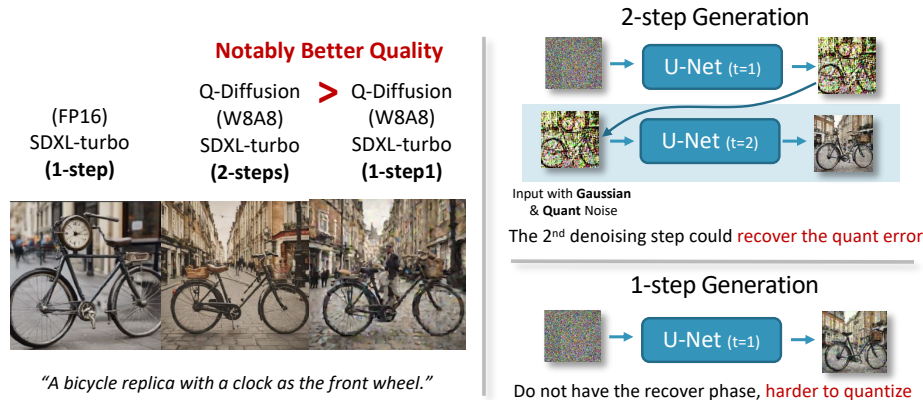 Notably Better Quality
(FP16)
SDXL-turbo
(1-step)
Q-Diffusion
(W8A8)
SDXL-turbo
(2-steps)
>
Q-Diffusion
(W8A8)
SDXL-turbo
(1-step1)
"A bicycle replica with a clock as the front wheel."
2-step Generation
U-Net (t=1)
U-Net (t=2)
Input with Gaussian
& Quant Noise
The 2nd denoising step could recover the quant error
1-step Generation
U-Net (t=1)
Do not have the recover phase, harder to quantize